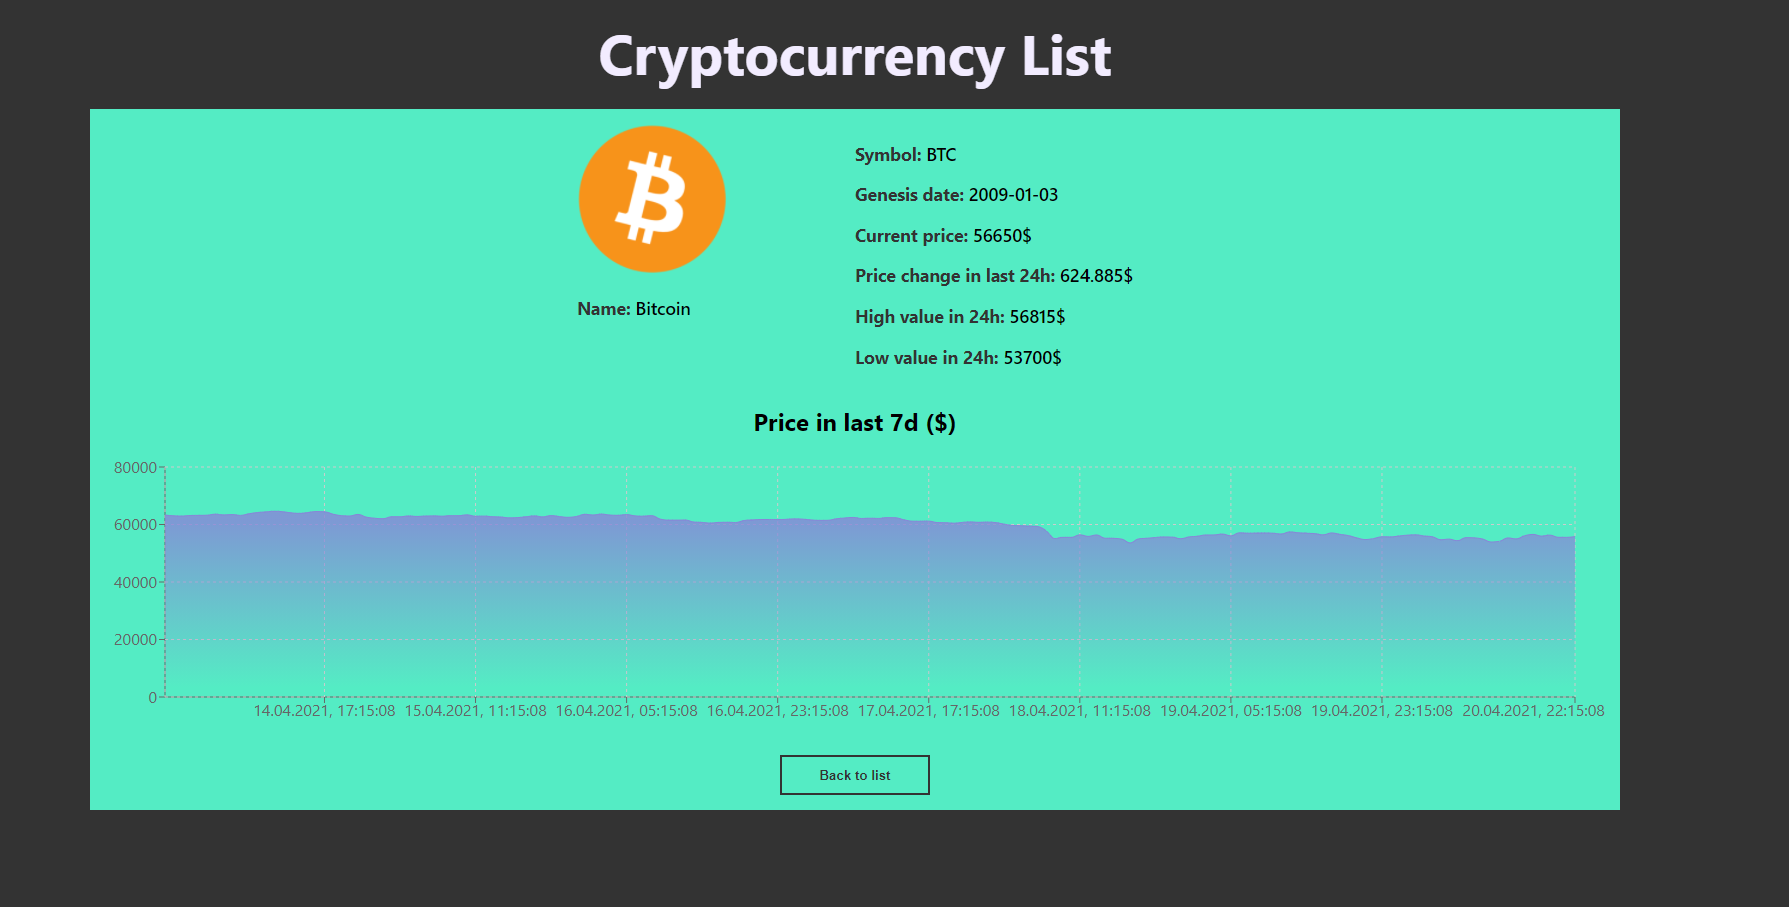 Cryptocurrency List
Name: Bitcoin
Symbol: BTC
Genesis date: 2009-01-03
Current price: 56650$
Price change in last 24h: 624.885$
High value in 24h: 56815$
Low value in 24h: 53700$
Price in last 7d ($)
80000
60000
40000
20000
0
14.04.2021, 17:15:08 15.04.2021, 11:15:08 16.04.2021, 05:15:08 16.04.2021, 23:15:08 17.04.2021, 17:15:08 18.04.2021, 11:15:08 19.04.2021, 05:15:08 19.04.2021, 23:15:08 20.04.2021, 22:15:08
Back to list